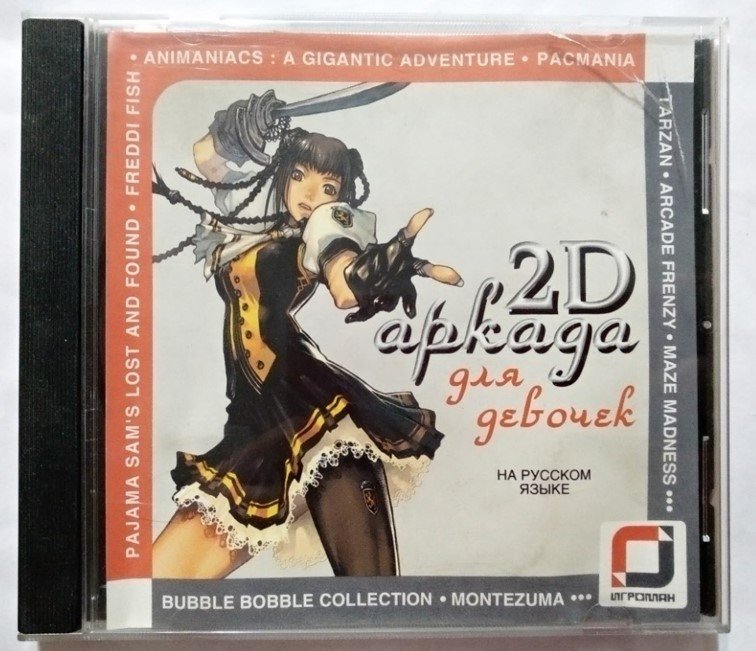 • ANIMANIACS : A GIGANTIC ADVENTURE • PACMANIA
TARZAN • ARCADE FRENZY • MAZE MADNESS •••
PAJAMA SAM'S LOST AND FOUND • FREDDI FISH
2D
аркада
для
девочек
НА РУССКОМ
ЯЗЫКЕ
BUBBLE BOBBLE COLLECTION • MONTEZUMA •••
ИГРОМАН